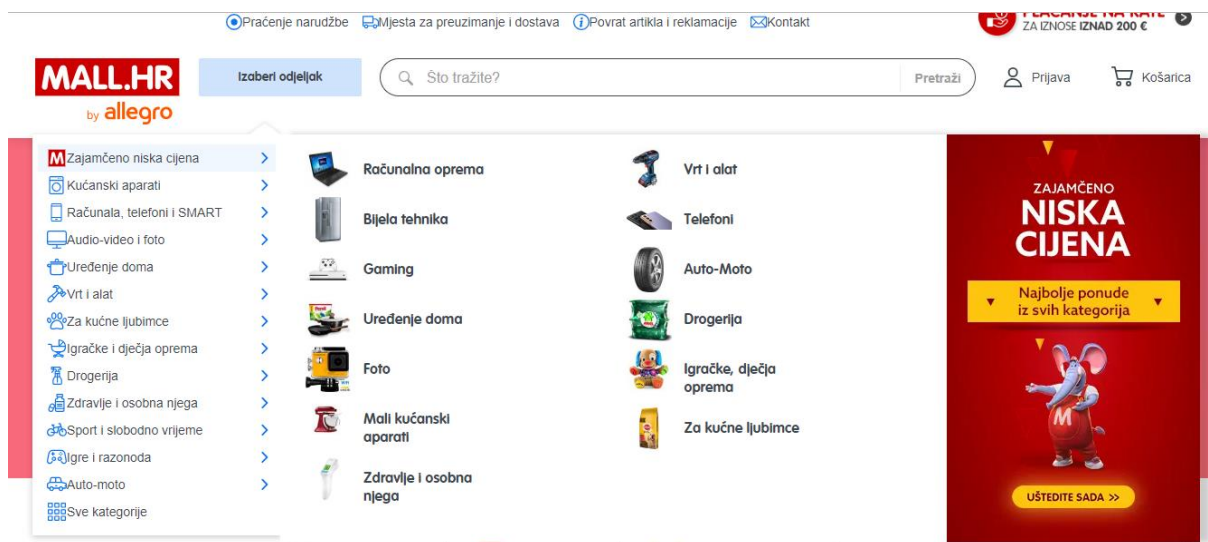 Praćenje narudžbe Mjesta za preuzimanje i dostava Povrat artikla i reklamacije Kontakt
PLAĆANJE NA RATE
ZA IZNOSE IZNAD 200 €
MALL.HR
by allegro
Izaberi odjeljak
Što tražite?
Pretraži
Prijava
Košarica
M Zajamčeno niska cijena
Kućanski aparati
Računala, telefoni i SMART
Audio-video i foto
Uređenje doma
Vrt i alat
Za kućne ljubimce
Igračke i dječja oprema
Drogerija
Zdravlje i osobna njega
Sport i slobodno vrijeme
Igre i razonoda
Auto-moto
Sve kategorije
Računalna oprema
Bijela tehnika
Gaming
Uređenje doma
Foto
Mali kućanski
aparati
Zdravlje i osobna
njega
Vrt i alat
Telefoni
Auto-Moto
Drogerija
Igračke, dječja
oprema
Za kućne ljubimce
ZAJAMČENO
NISKA
CIJENA
Najbolje ponude
iz svih kategorija
M
UŠTEDITE SADA >>